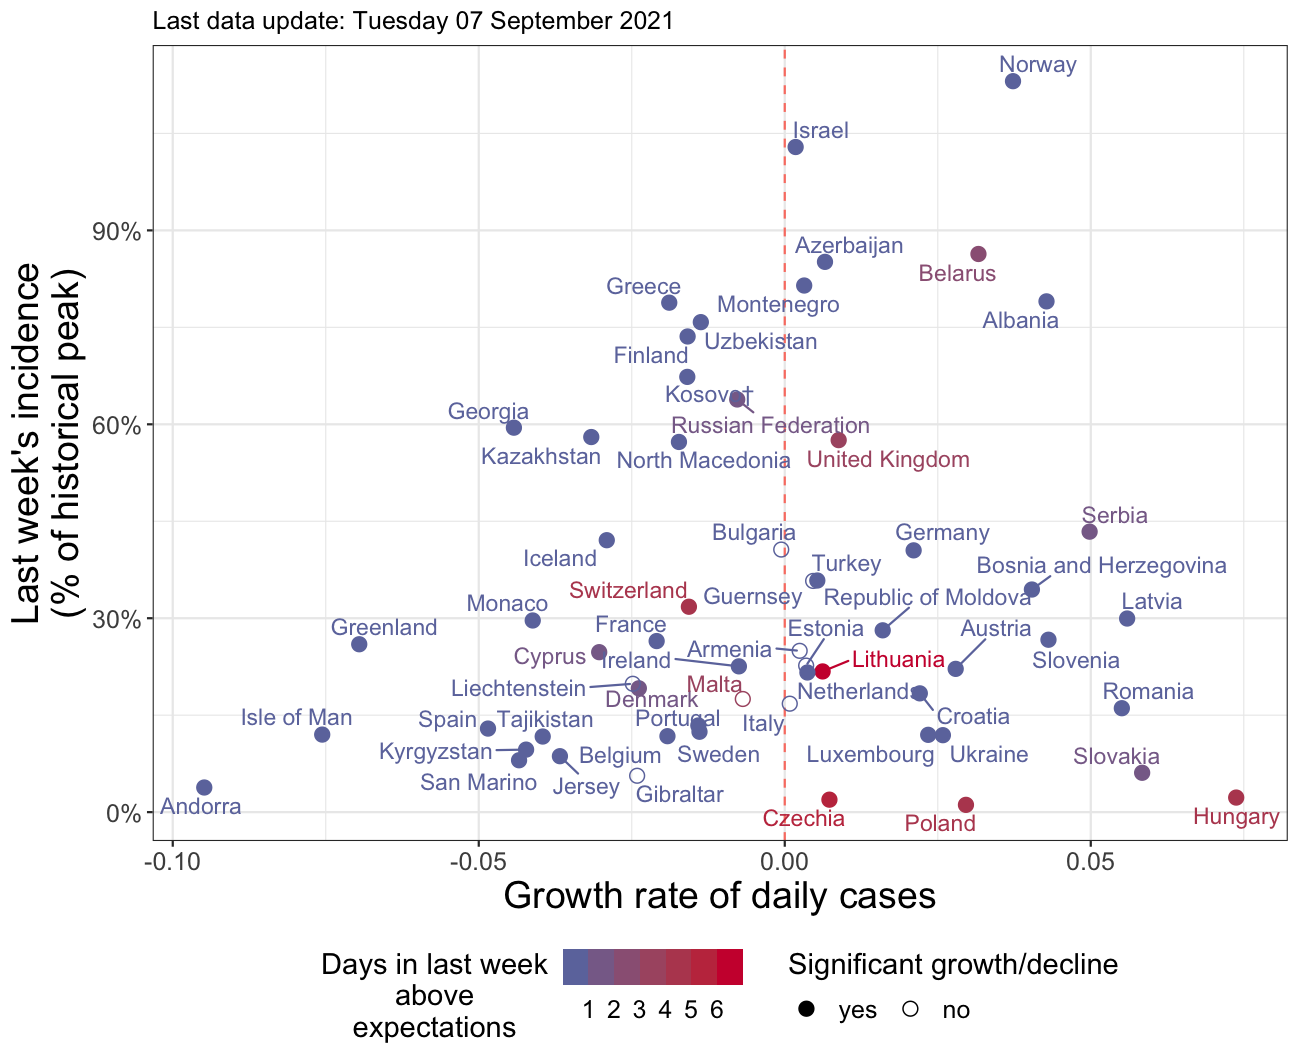 Last data update: Tuesday 07 September 2021
Last week's incidence
(% of historical peak)
90%
60%
30%
0%
Norway
Israel
Azerbaijan
Belarus
Greece
Montenegro
Albania
Uzbekistan
Finland
Kosovo†
Georgia
Russian Federation
Kazakhstan
North Macedonia
United Kingdom
Serbia
Bulgaria
Germany
Iceland
Turkey
Bosnia and Herzegovina
Switzerland
Guernsey
Republic of Moldova
Monaco
Latvia
Greenland
France
Estonia
Austria
Armenia
Cyprus
Ireland
Lithuania
Slovenia
Liechtenstein
Malta
Denmark
Netherlands
Romania
Isle of Man
Spain
Tajikistan
Portugal
Italy
Croatia
Kyrgyzstan
Belgium
Sweden
Luxembourg
Ukraine
Slovakia
San Marino
Jersey
Gibraltar
Andorra
Czechia
Poland
Hungary
-0.10
-0.05
0.00
0.05
Growth rate of daily cases
Days in last week
above
expectations
1 2 3 4 5 6
Significant growth/decline
yes
no